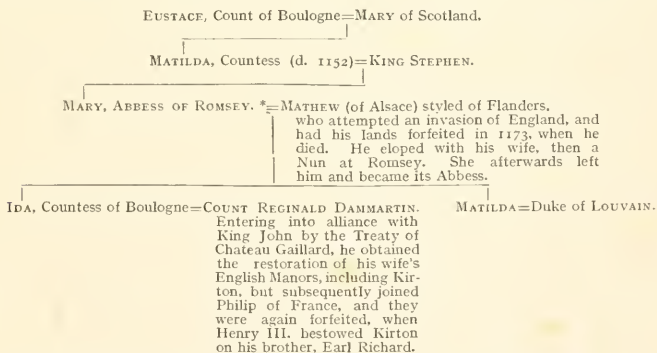 EUSTACE, Count of Boulogne=MARY of Scotland.
MATILDA, Countess (d. 1152)=KING STEPHEN.
MARY, ABBESS OF ROMSEY. *=MATHEW (of Alsace) styled of Flanders,
who attempted an invasion of England, and
had his lands forfeited in 1173, when he
died. He eloped with his wife, then a
Nun at Romsey. She afterwards left
him and became its Abbess.
IDA, Countess of Boulogne=COUNT REGINALD DAMMARTIN. MATILDA=Duke of LOUVAIN.
Entering into alliance with
King John by the Treaty of
Chateau Gaillard, he obtained
the restoration of his wife's
English Manors, including Kir-
ton, but subsequently joined
Philip of France, and they
were again forfeited, when
Henry III. bestowed Kirton
on his brother, Earl Richard.